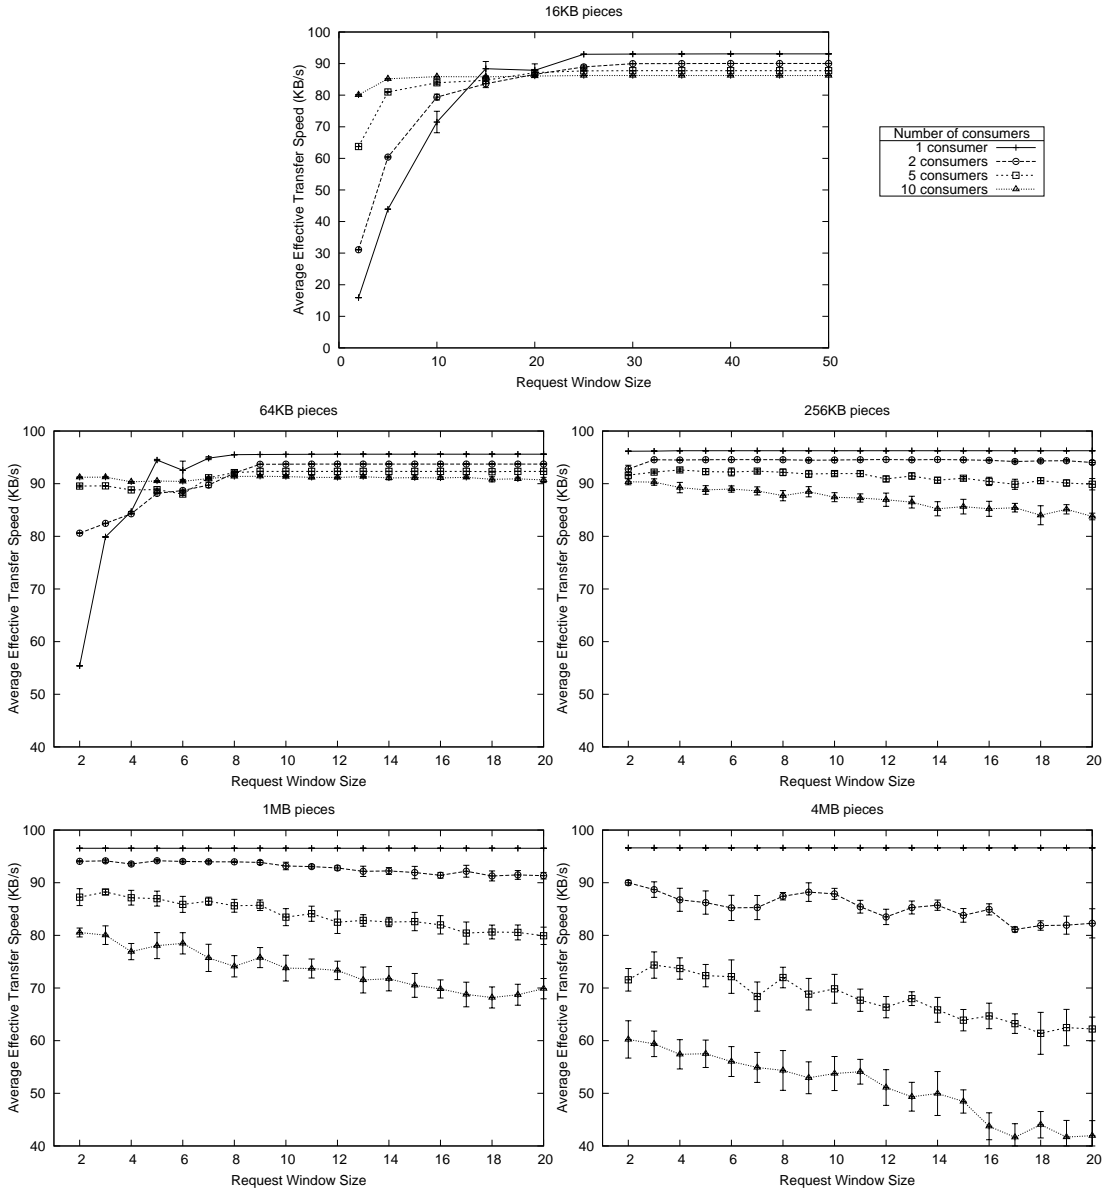 16KB pieces
100
90
80
70
60
50
40
30
20
10
0
0 10 20 30 40 50
Average Effective Transfer Speed (KB/s)
Request Window Size
Number of consumers
1 consumer
2 consumers
5 consumers
10 consumers
64KB pieces
100
90
80
70
60
50
40
2 4 6 8 10 12 14 16 18 20
Average Effective Transfer Speed (KB/s)
Request Window Size
256KB pieces
100
90
80
70
60
50
40
2 4 6 8 10 12 14 16 18 20
Average Effective Transfer Speed (KB/s)
Request Window Size
1MB pieces
100
90
80
70
60
50
40
2 4 6 8 10 12 14 16 18 20
Average Effective Transfer Speed (KB/s)
Request Window Size
4MB pieces
100
90
80
70
60
50
40
2 4 6 8 10 12 14 16 18 20
Average Effective Transfer Speed (KB/s)
Request Window Size